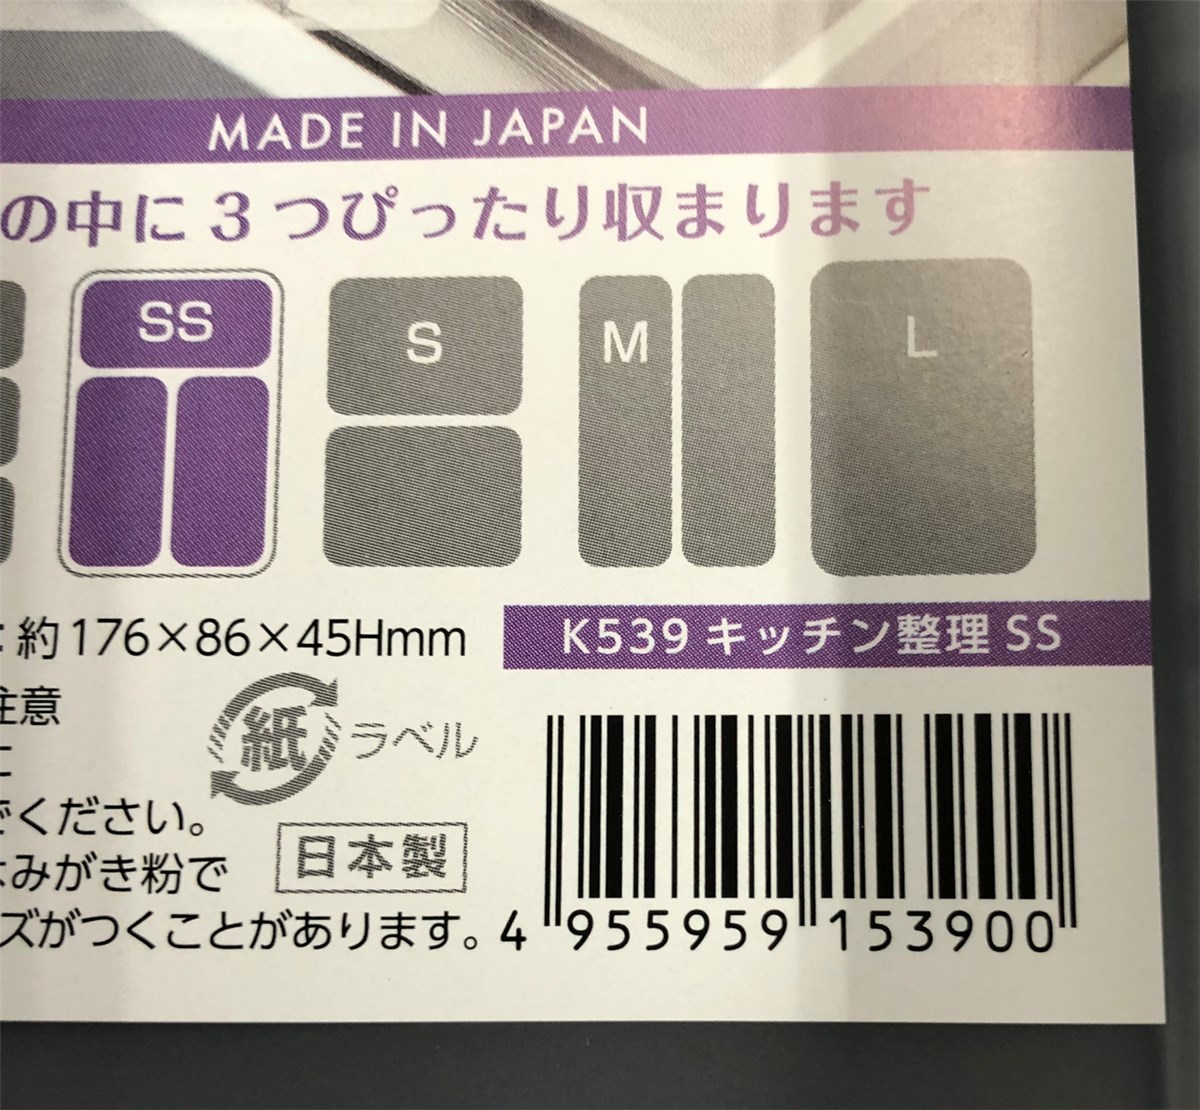 MADE IN JAPAN
の中に3つぴったり収まります
SS
S
M
L
：約176×86×45Hmm
K539 キッチン整理 SS
注意
紙
ラベル
に
でください。
日本製
みがき粉で
ズがつくことがあります。
4 955959 153900